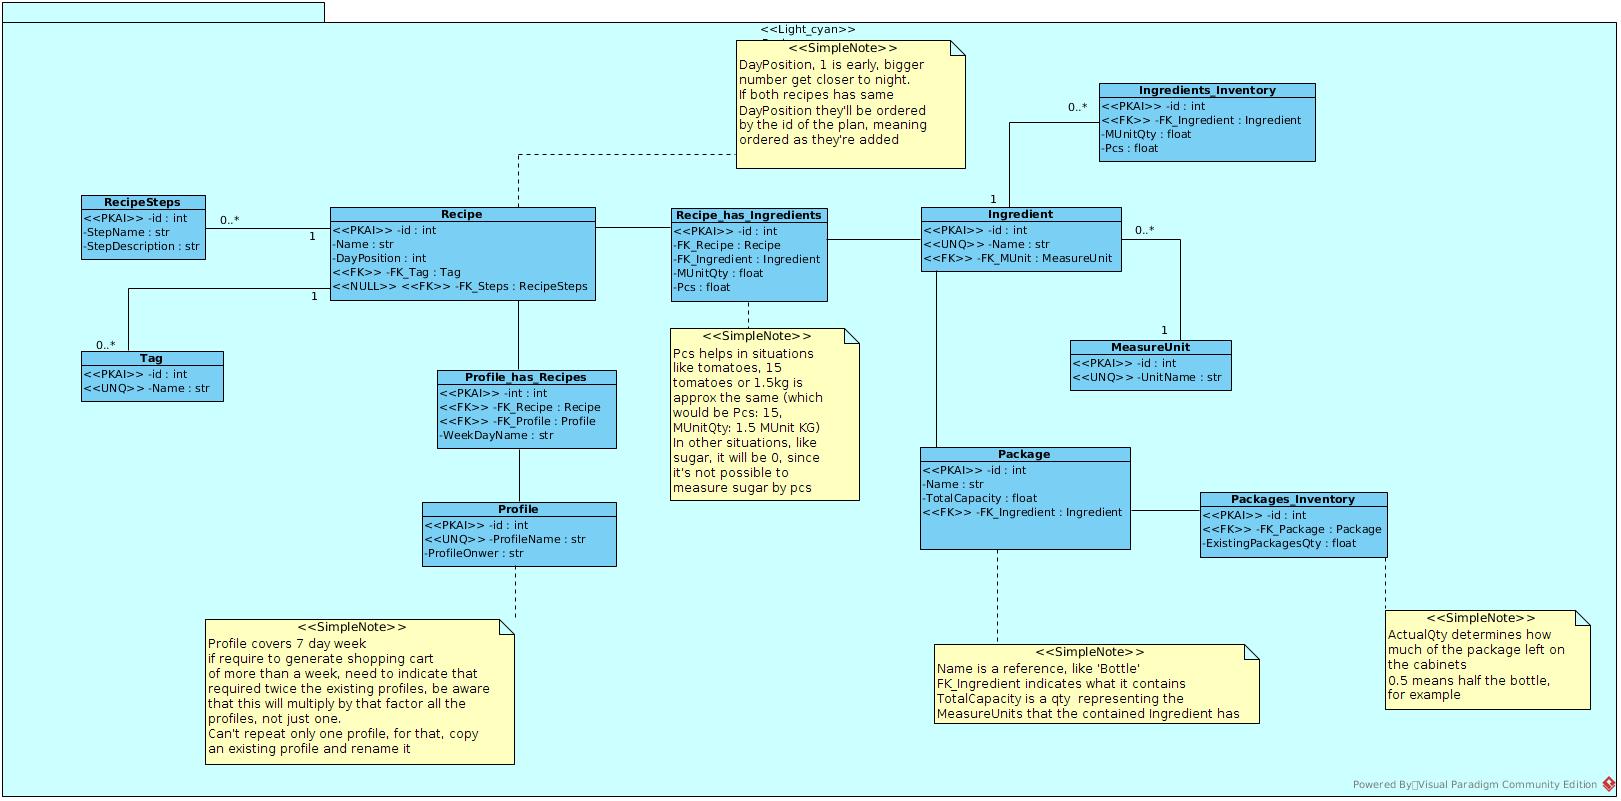 <<Light_cyan>>
<<SimpleNote>>
DayPosition, 1 is early, bigger
number get closer to night.
If both recipes has same
DayPosition they'll be ordered
by the id of the plan, meaning
ordered as they're added
Ingredients_Inventory
<<PKAI>> -id : int
<<FK>> -FK_Ingredient : Ingredient
-MUnitQty : float
-Pcs : float
0..*
1
RecipeSteps
<<PKAI>> -id : int
-StepName : str
-StepDescription : str
0..*
1
Recipe
<<PKAI>> -id : int
-Name : str
-DayPosition : int
<<FK>> -FK_Tag : Tag
<<NULL>> <<FK>> -FK_Steps : RecipeSteps
Recipe_has_Ingredients
<<PKAI>> -id : int
-FK_Recipe : Recipe
-FK_Ingredient : Ingredient
-MUnitQty : float
-Pcs : float
Ingredient
<<PKAI>> -id : int
<<UNQ>> -Name : str
<<FK>> -FK_MUnit : MeasureUnit
0..*
1
1
0..*
Tag
<<PKAI>> -id : int
<<UNQ>> -Name : str
<<SimpleNote>>
Pcs helps in situations
like tomatoes, 15
tomatoes or 1.5kg is
approx the same (which
would be Pcs: 15,
MUnitQty: 1.5 MUnit KG)
In other situations, like
sugar, it will be 0, since
it's not possible to
measure sugar by pcs
MeasureUnit
<<PKAI>> -id : int
<<UNQ>> -UnitName : str
Profile_has_Recipes
<<PKAI>> -int : int
<<FK>> -FK_Recipe : Recipe
<<FK>> -FK_Profile : Profile
-WeekDayName : str
Package
<<PKAI>> -id : int
-Name : str
-TotalCapacity : float
<<FK>> -FK_Ingredient : Ingredient
Packages_Inventory
<<PKAI>> -id : int
<<FK>> -FK_Package : Package
-ExistingPackagesQty : float
Profile
<<PKAI>> -id : int
<<UNQ>> -ProfileName : str
-ProfileOnwer : str
<<SimpleNote>>
Profile covers 7 day week
if require to generate shopping cart
of more than a week, need to indicate that
required twice the existing profiles, be aware
that this will multiply by that factor all the
profiles, not just one.
Can't repeat only one profile, for that, copy
an existing profile and rename it
<<SimpleNote>>
Name is a reference, like 'Bottle'
FK_Ingredient indicates what it contains
TotalCapacity is a qty representing the
MeasureUnits that the contained Ingredient has
<<SimpleNote>>
ActualQty determines how
much of the package left on
the cabinets
0.5 means half the bottle,
for example
Powered By Visual Paradigm Community Edition